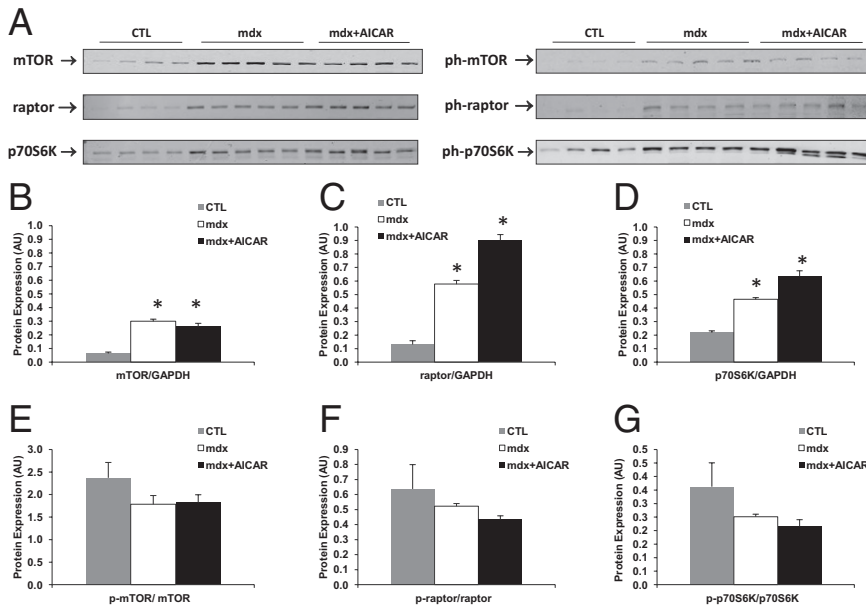 A
CTL mdx mdx+AICAR
mTOR →
raptor →
p70S6K →
CTL mdx mdx+AICAR
ph-mTOR →
ph-raptor →
ph-p70S6K →
B
CTL
mdx
mdx+AICAR
Protein Expression (AU)
1.0
0.9
0.8
0.7
0.6
0.5
0.4
0.3
0.2
0.1
0.0
* *
mTOR/GAPDH
C
CTL
mdx
mdx+AICAR
Protein Expression (AU)
1.0
0.9
0.8
0.7
0.6
0.5
0.4
0.3
0.2
0.1
0.0
* *
raptor/GAPDH
D
CTL
mdx
mdx+AICAR
Protein Expression (AU)
1.0
0.9
0.8
0.7
0.6
0.5
0.4
0.3
0.2
0.1
0.0
* *
p70S6K/GAPDH
E
CTL
mdx
mdx+AICAR
Protein Expression (AU)
3.0
2.5
2.0
1.5
1.0
0.5
0.0
p-mTOR/ mTOR
F
CTL
mdx
mdx+AICAR
Protein Expression (AU)
0.9
0.8
0.7
0.6
0.5
0.4
0.3
0.2
0.1
0.0
p-raptor/raptor
G
CTL
mdx
mdx+AICAR
Protein Expression (AU)
0.5
0.4
0.4
0.3
0.3
0.2
0.2
0.1
0.1
0.0
p-p70S6K/p70S6K